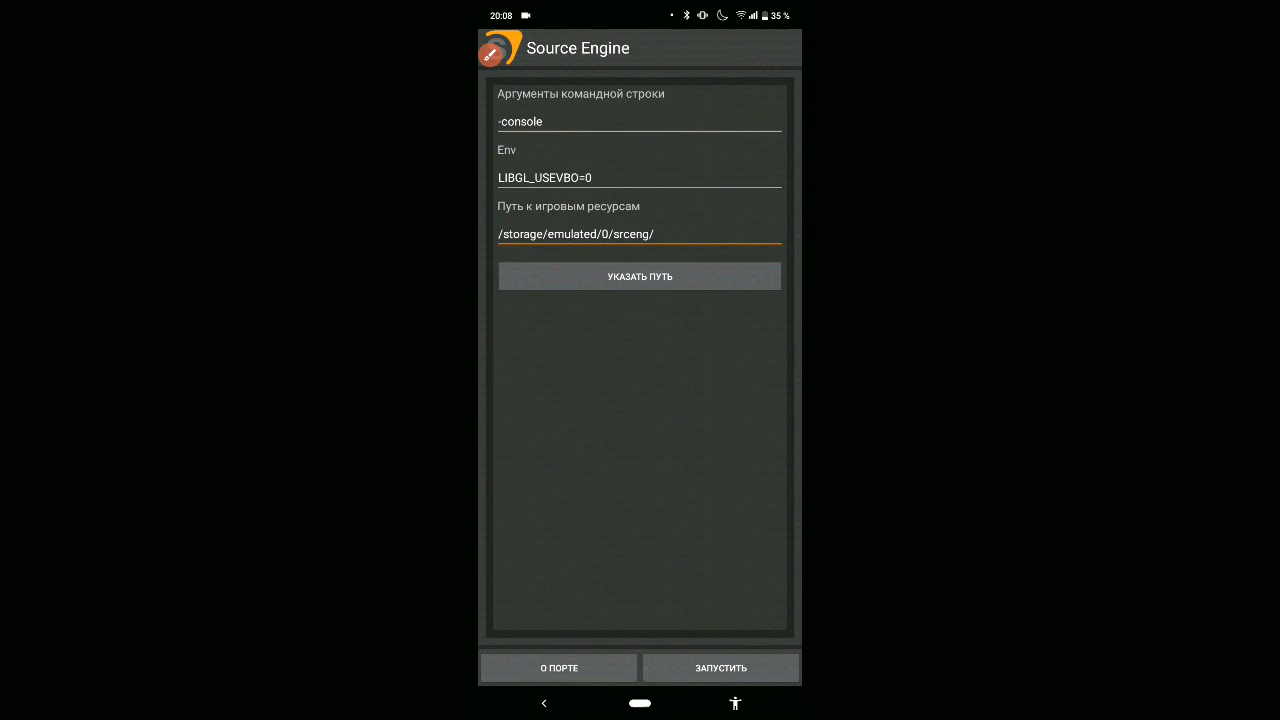 20:08
35 %
Source Engine
Аргументы командной строки
-console
Env
LIBGL_USEVBO=0
Путь к игровым ресурсам
/storage/emulated/0/srceng/
УКАЗАТЬ ПУТЬ
О ПОРТЕ
ЗАПУСТИТЬ